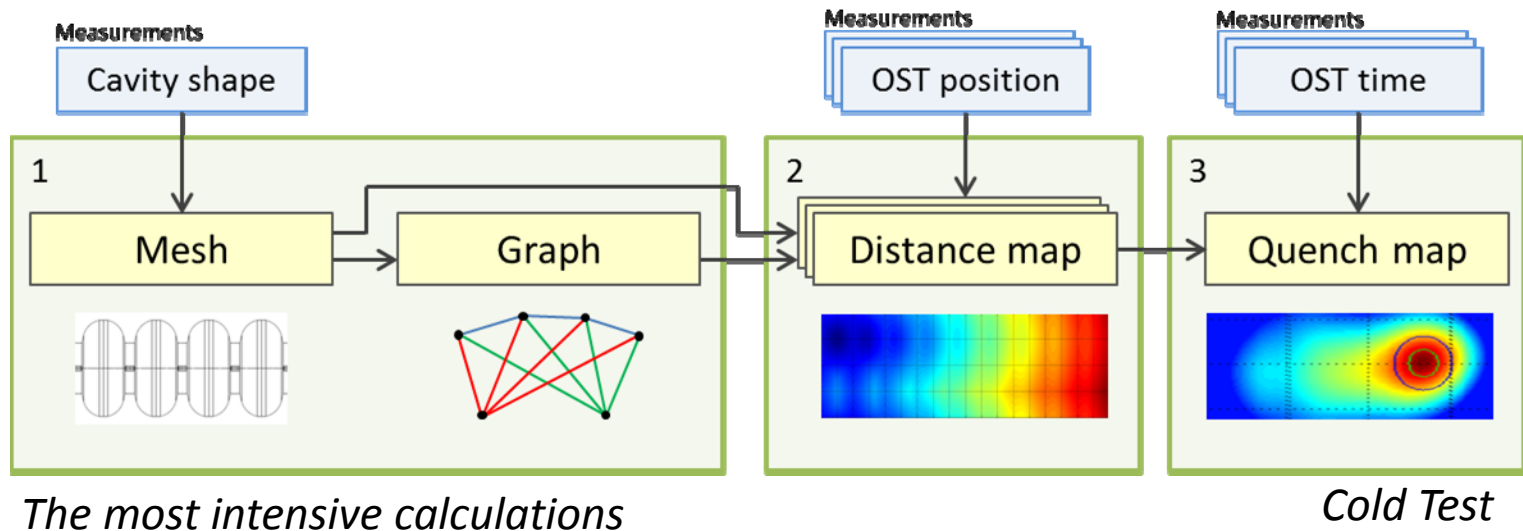 Measurements
Cavity shape
Measurements
OST position
Measurements
OST time
1
Mesh
Graph
2
Distance map
3
Quench map
The most intensive calculations
Cold Test